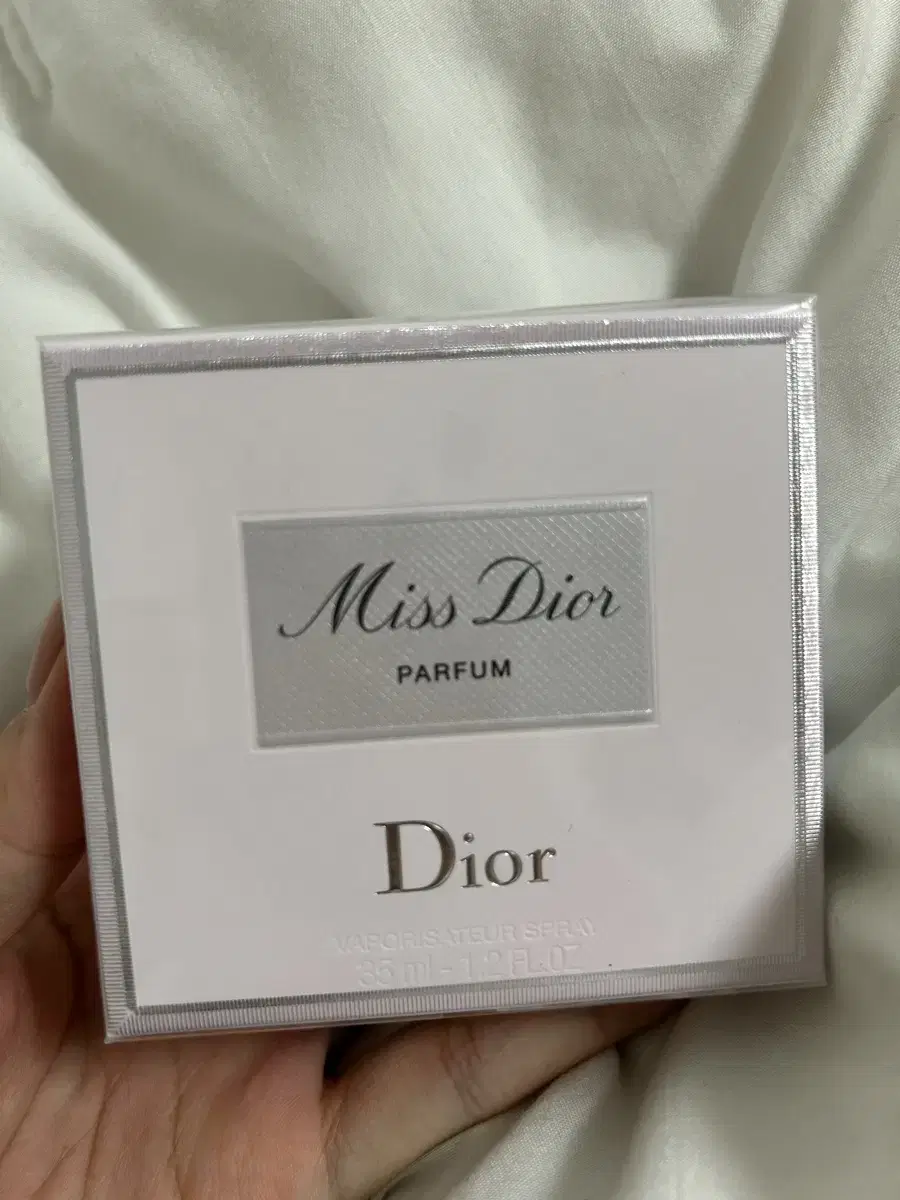 Miss Dior
PARFUM
Dior
VAPORISATEUR SPRAY
35 ml - 1.2 FL.OZ